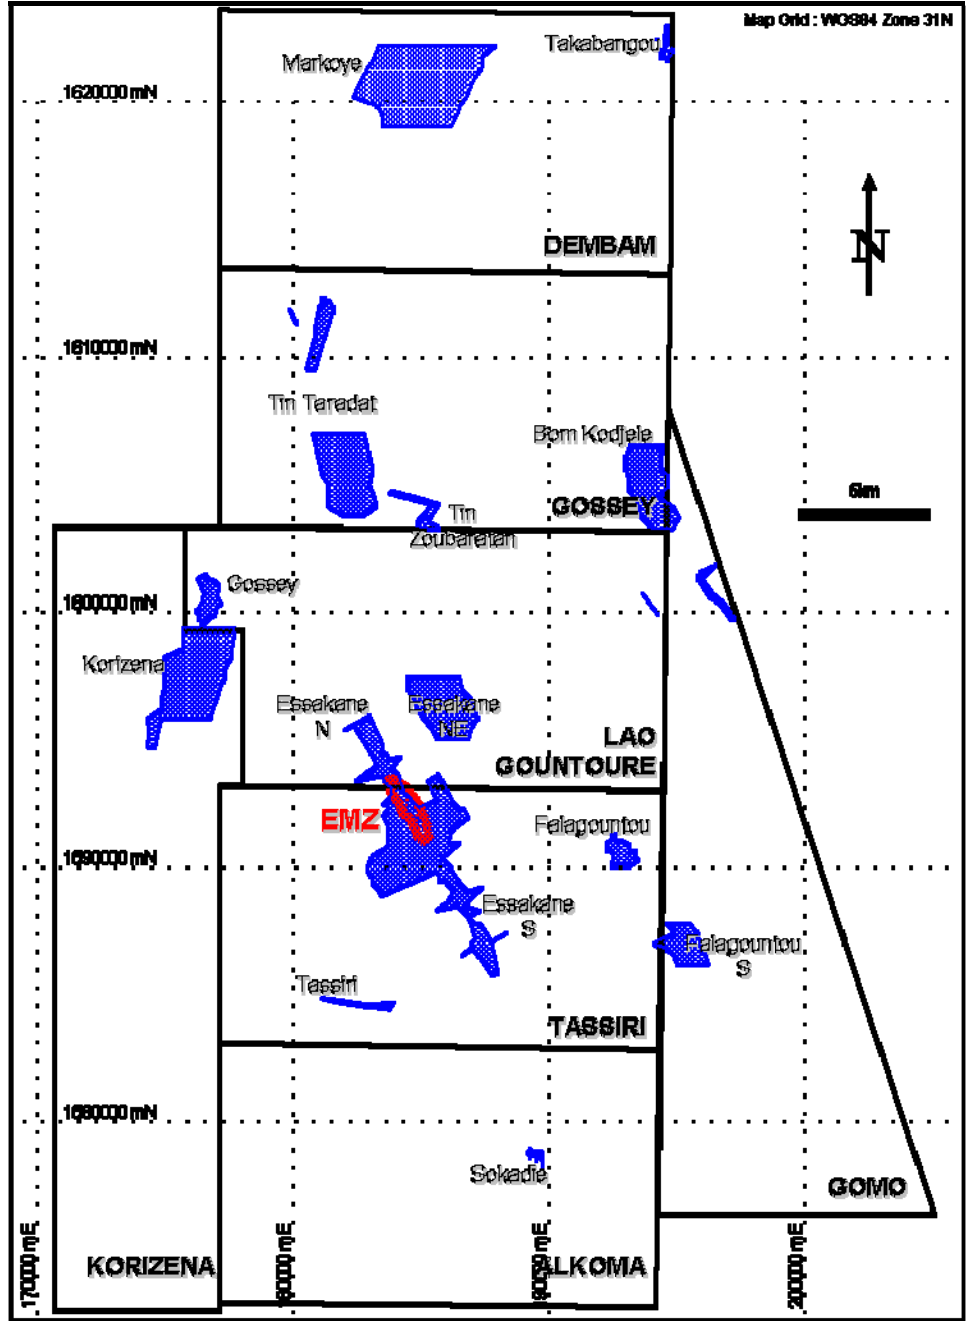 Map Grid : WGS84 Zone 31N
Takabangou
Markoye
1620000 mN
DEMBAM
1610000 mN
Tin Taradat
Bom Kodjele
5km
GOSSEY
Tin
Zoubaratan
Gossey
1600000 mN
Korizena
Essakane
N
Essakane
NE
LAO
GOUNTOURE
EMZ
Falagountou
1590000 mN
Essakane
S
Falagountou
S
Tassiri
TASSIRI
1580000 mN
Sokadie
GOMO
KORIZENA
ALKOMA
170000 mE
180000 mE
190000 mE
200000 mE
N